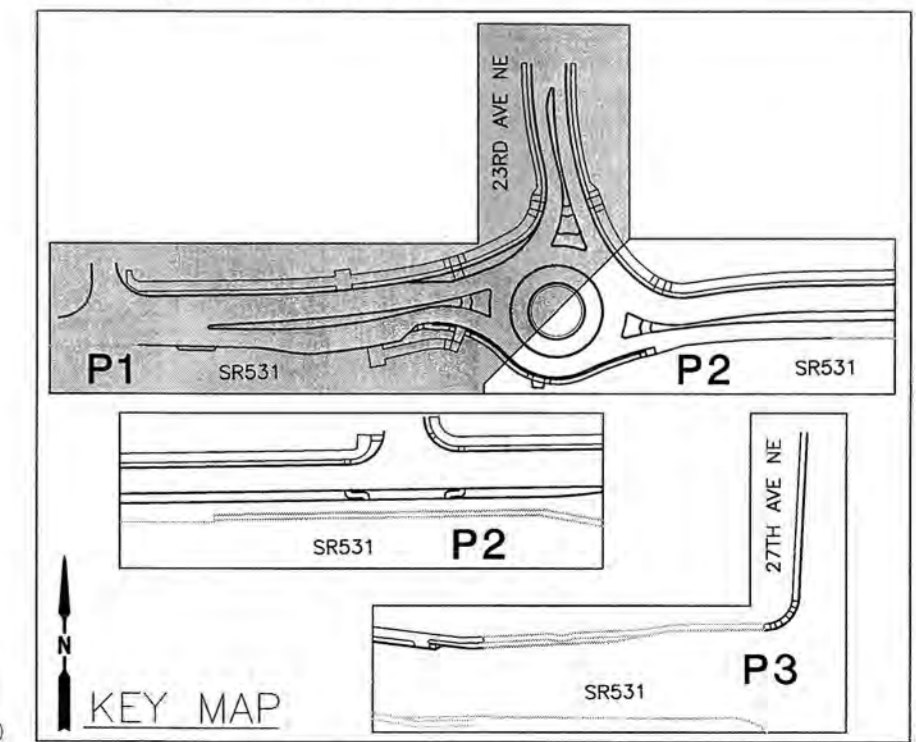 23RD AVE NE
P1
SR531
P2
SR531
SR531
P2
27TH AVE NE
P3
SR531
N
KEY MAP